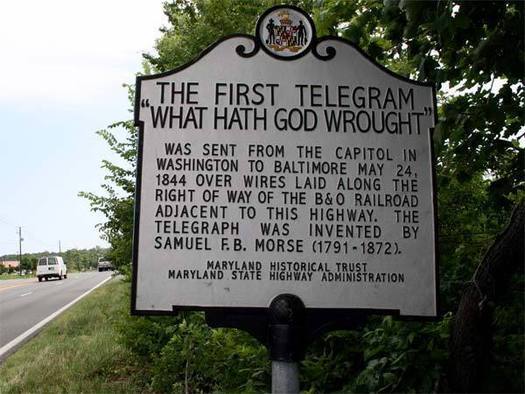 THE FIRST TELEGRAM
"WHAT HATH GOD WROUGHT"
WAS SENT FROM THE CAPITOL IN
WASHINGTON TO BALTIMORE MAY 24,
1844 OVER WIRES LAID ALONG THE
RIGHT OF WAY OF THE B&O RAILROAD
ADJACENT TO THIS HIGHWAY. THE
TELEGRAPH WAS INVENTED BY
SAMUEL F.B. MORSE (1791-1872).
MARYLAND HISTORICAL TRUST
MARYLAND STATE HIGHWAY ADMINISTRATION